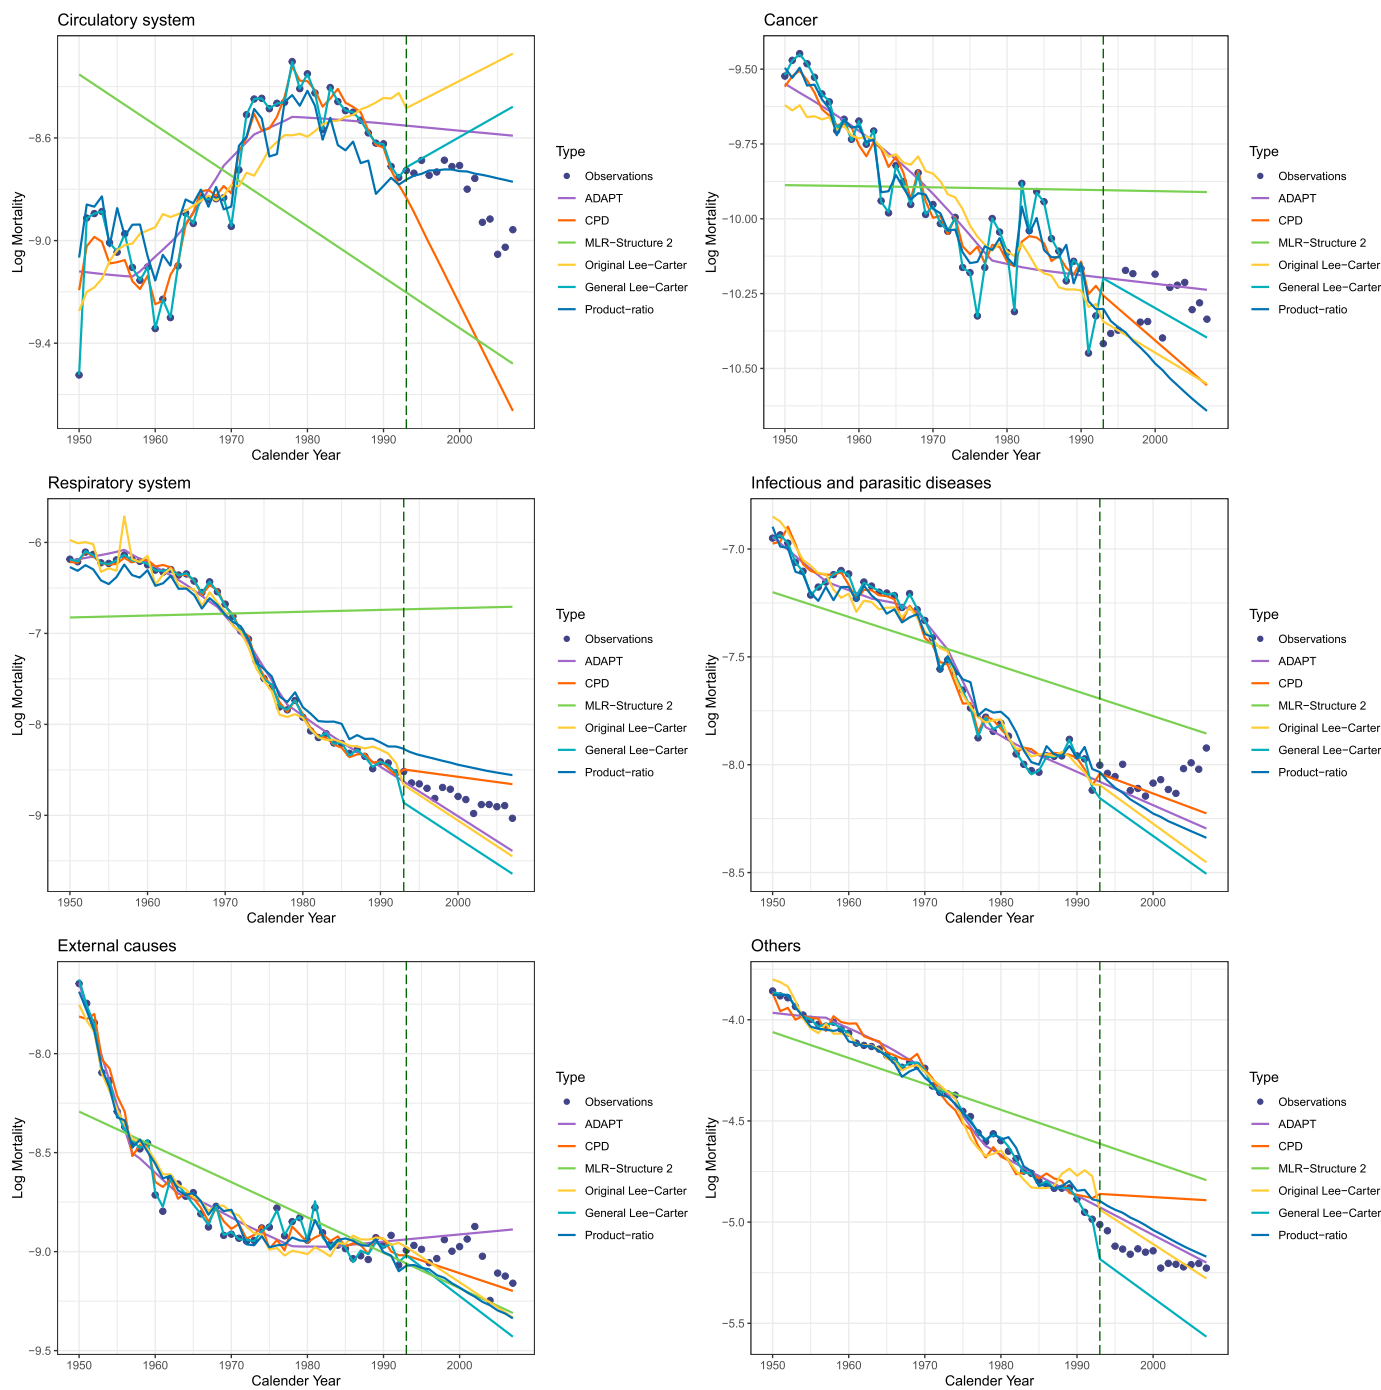 Circulatory system
Log Mortality
−8.6
−9.0
−9.4
1950
1960
1970
1980
1990
2000
Calender Year
Type
Observations
ADAPT
CPD
MLR−Structure 2
Original Lee−Carter
General Lee−Carter
Product−ratio
Cancer
Log Mortality
−9.50
−9.75
−10.00
−10.25
−10.50
1950
1960
1970
1980
1990
2000
Calender Year
Type
Observations
ADAPT
CPD
MLR−Structure 2
Original Lee−Carter
General Lee−Carter
Product−ratio
Respiratory system
Log Mortality
−6
−7
−8
−9
1950
1960
1970
1980
1990
2000
Calender Year
Type
Observations
ADAPT
CPD
MLR−Structure 2
Original Lee−Carter
General Lee−Carter
Product−ratio
Infectious and parasitic diseases
Log Mortality
−7.0
−7.5
−8.0
−8.5
1950
1960
1970
1980
1990
2000
Calender Year
Type
Observations
ADAPT
CPD
MLR−Structure 2
Original Lee−Carter
General Lee−Carter
Product−ratio
External causes
Log Mortality
−8.0
−8.5
−9.0
−9.5
1950
1960
1970
1980
1990
2000
Calender Year
Type
Observations
ADAPT
CPD
MLR−Structure 2
Original Lee−Carter
General Lee−Carter
Product−ratio
Others
Log Mortality
−4.0
−4.5
−5.0
−5.5
1950
1960
1970
1980
1990
2000
Calender Year
Type
Observations
ADAPT
CPD
MLR−Structure 2
Original Lee−Carter
General Lee−Carter
Product−ratio